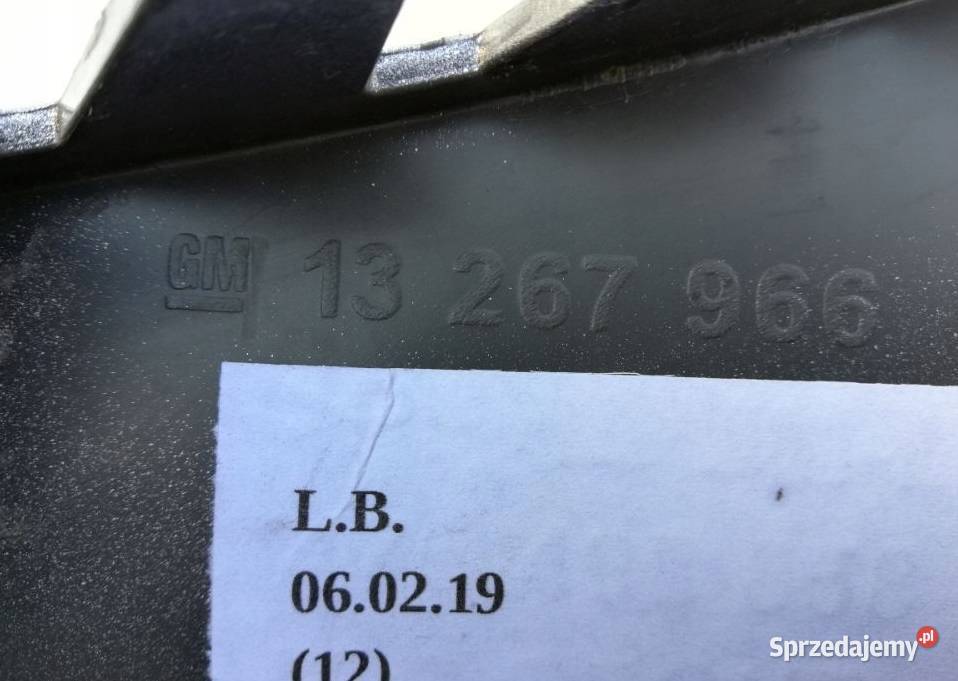 GM 13 267 966
L.B.
06.02.19
(12)
Sprzedajemy.pl